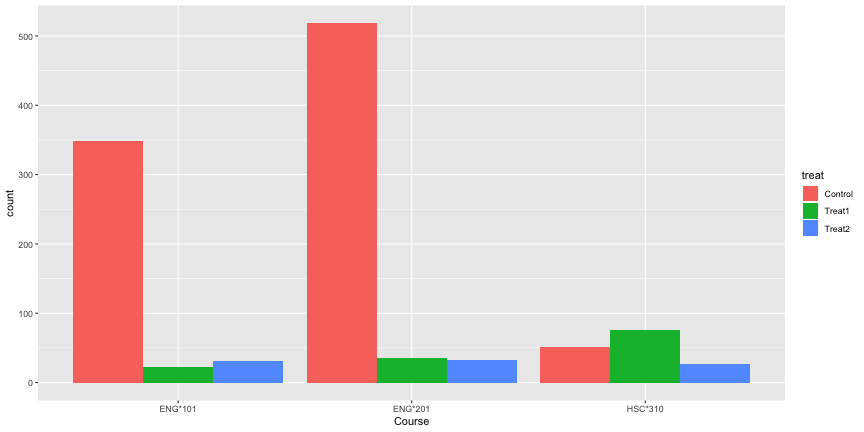 500
400
300
200
100
0
count
ENG*101
ENG*201
HSC*310
Course
treat
Control
Treat1
Treat2